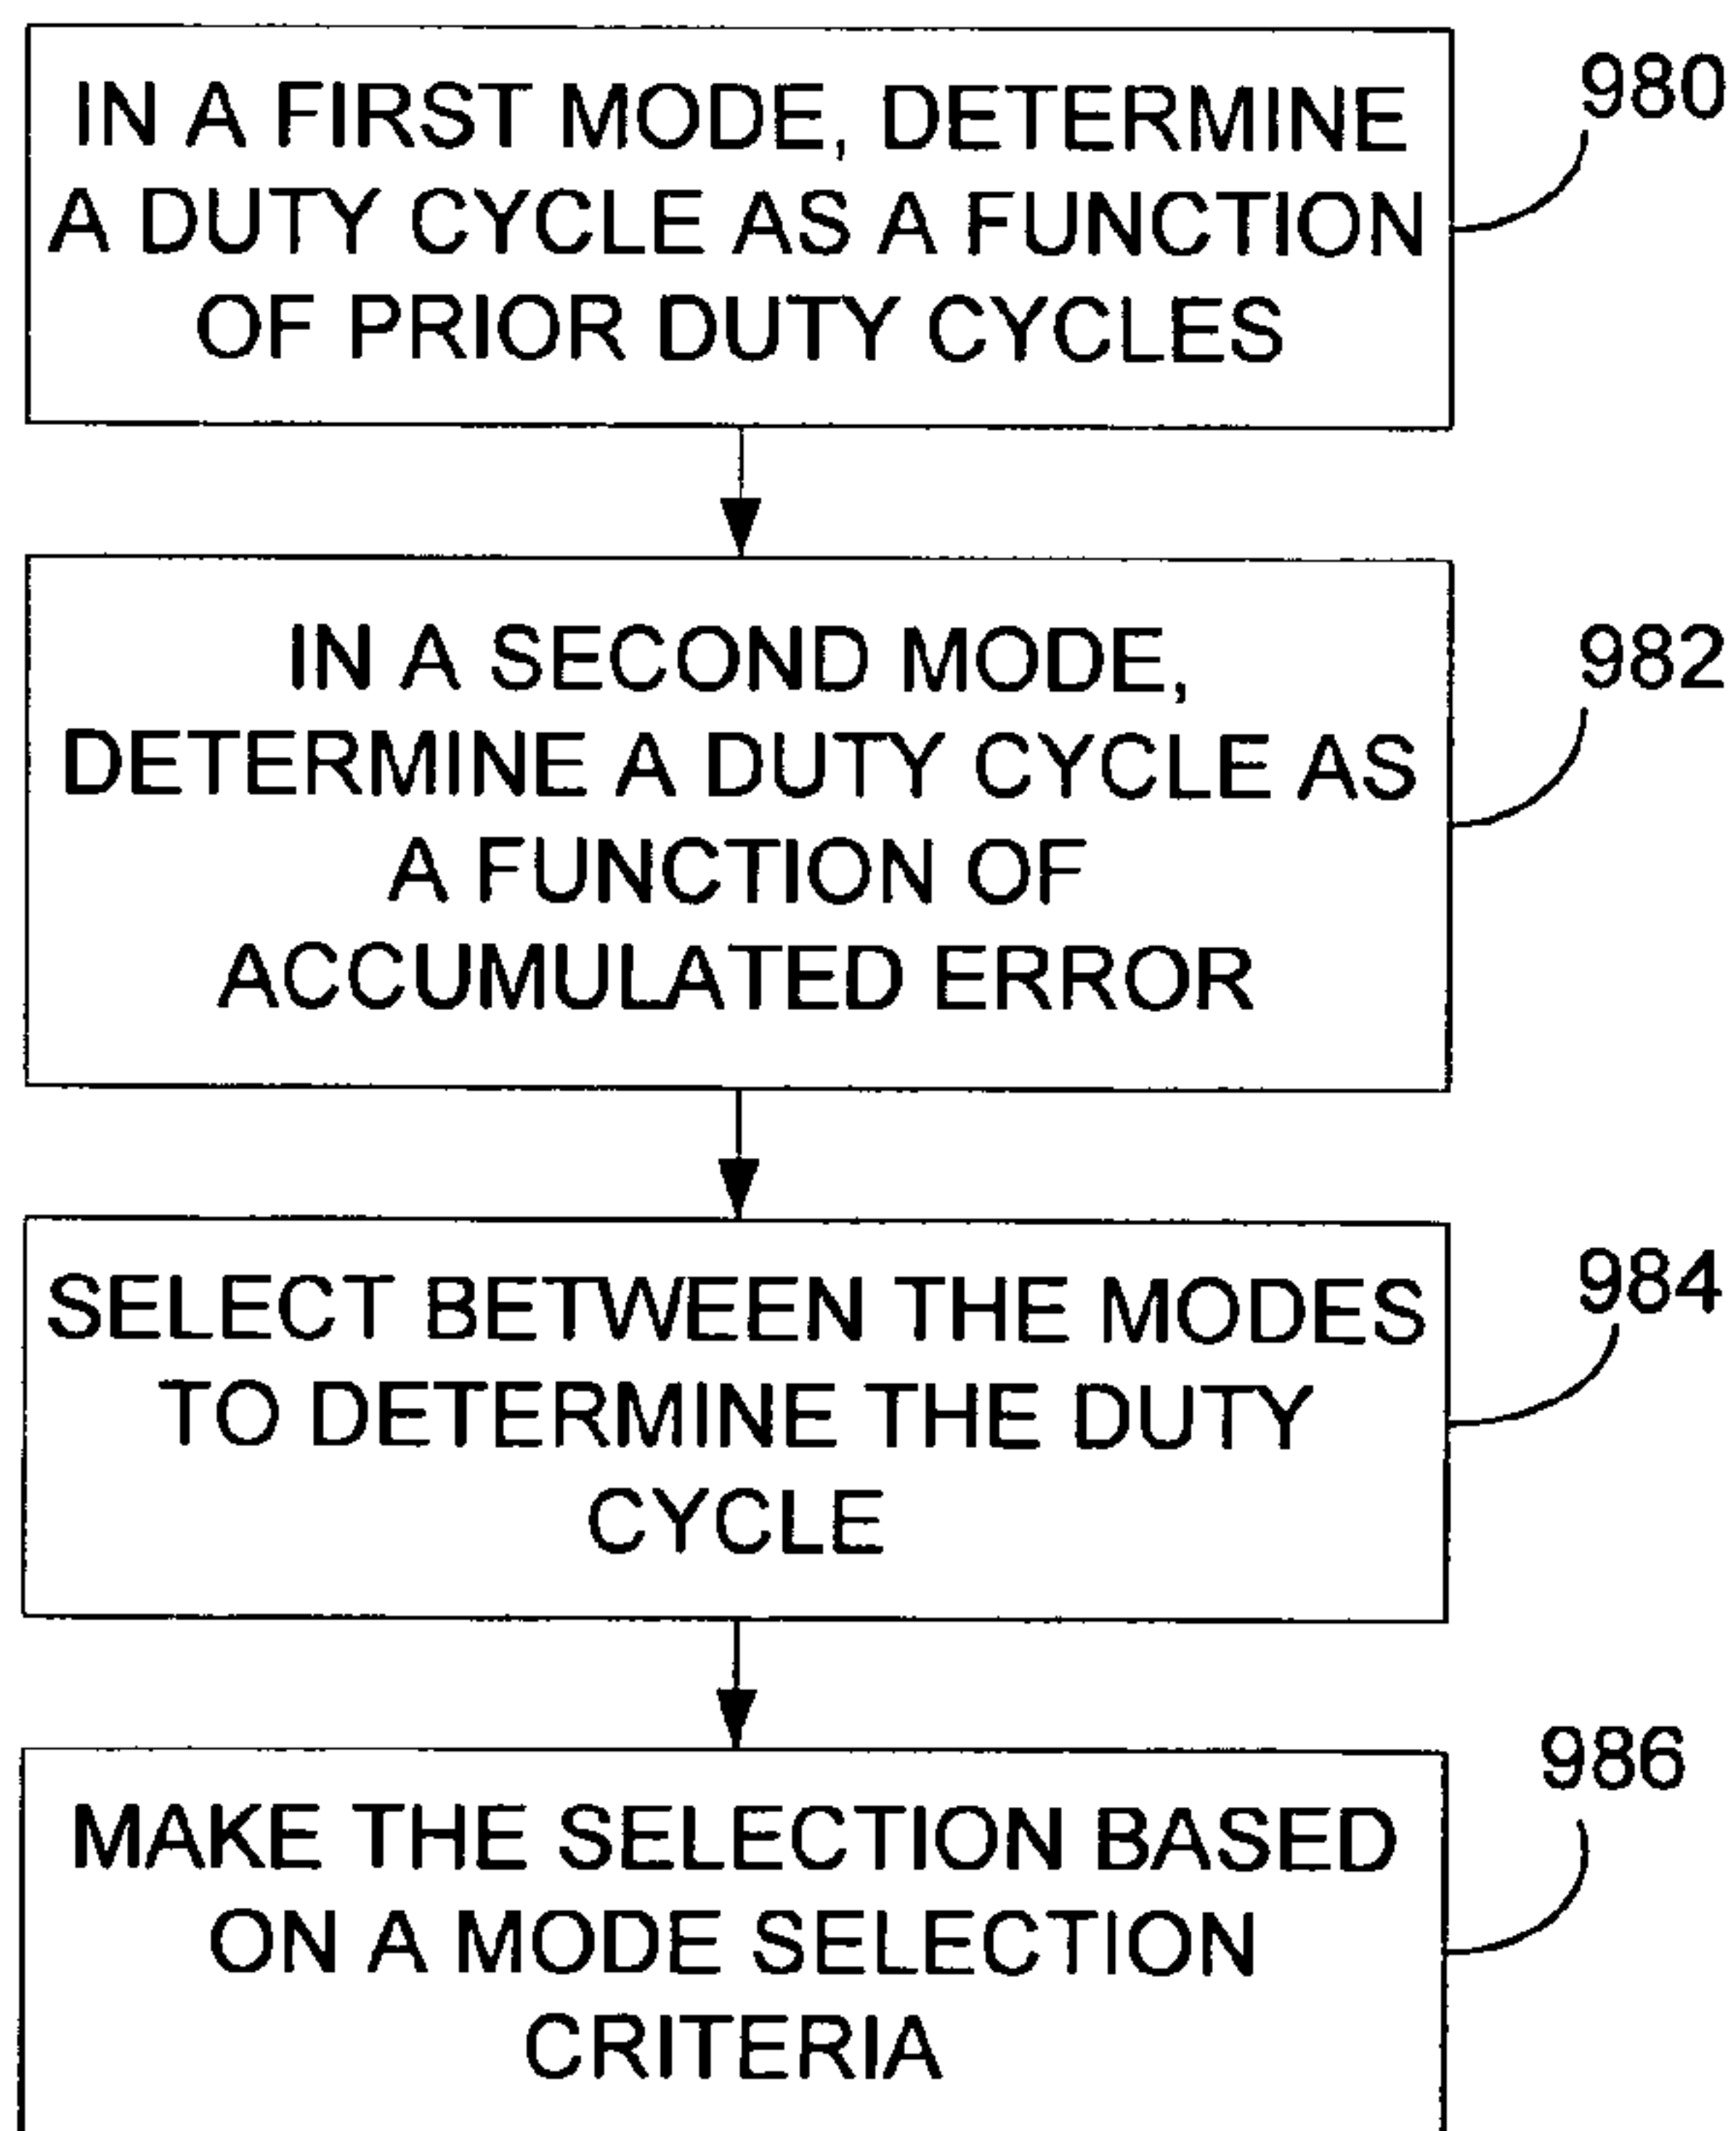 IN A FIRST MODE, DETERMINE
A DUTY CYCLE AS A FUNCTION
OF PRIOR DUTY CYCLES
980
IN A SECOND MODE,
DETERMINE A DUTY CYCLE AS
A FUNCTION OF
ACCUMULATED ERROR
982
SELECT BETWEEN THE MODES
TO DETERMINE THE DUTY
CYCLE
984
MAKE THE SELECTION BASED
ON A MODE SELECTION
CRITERIA
986